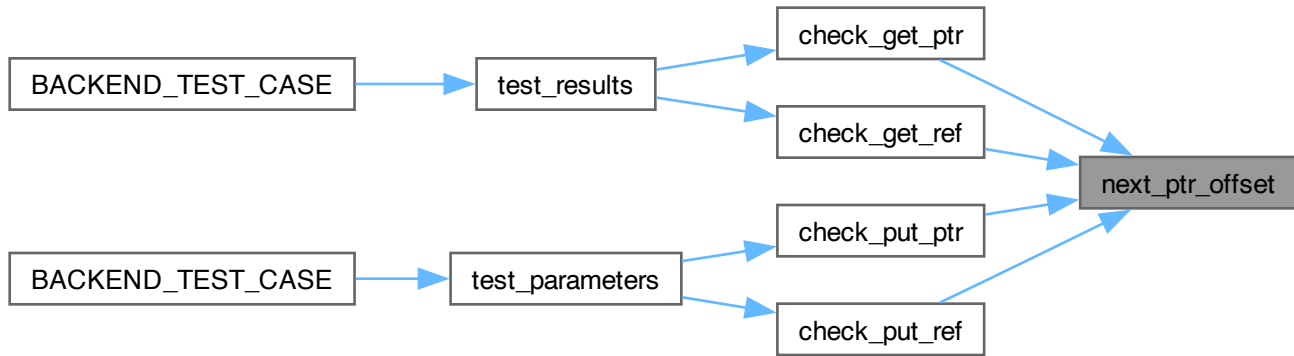 check_get_ptr
BACKEND_TEST_CASE
test_results
check_get_ref
next_ptr_offset
check_put_ptr
BACKEND_TEST_CASE
test_parameters
check_put_ref